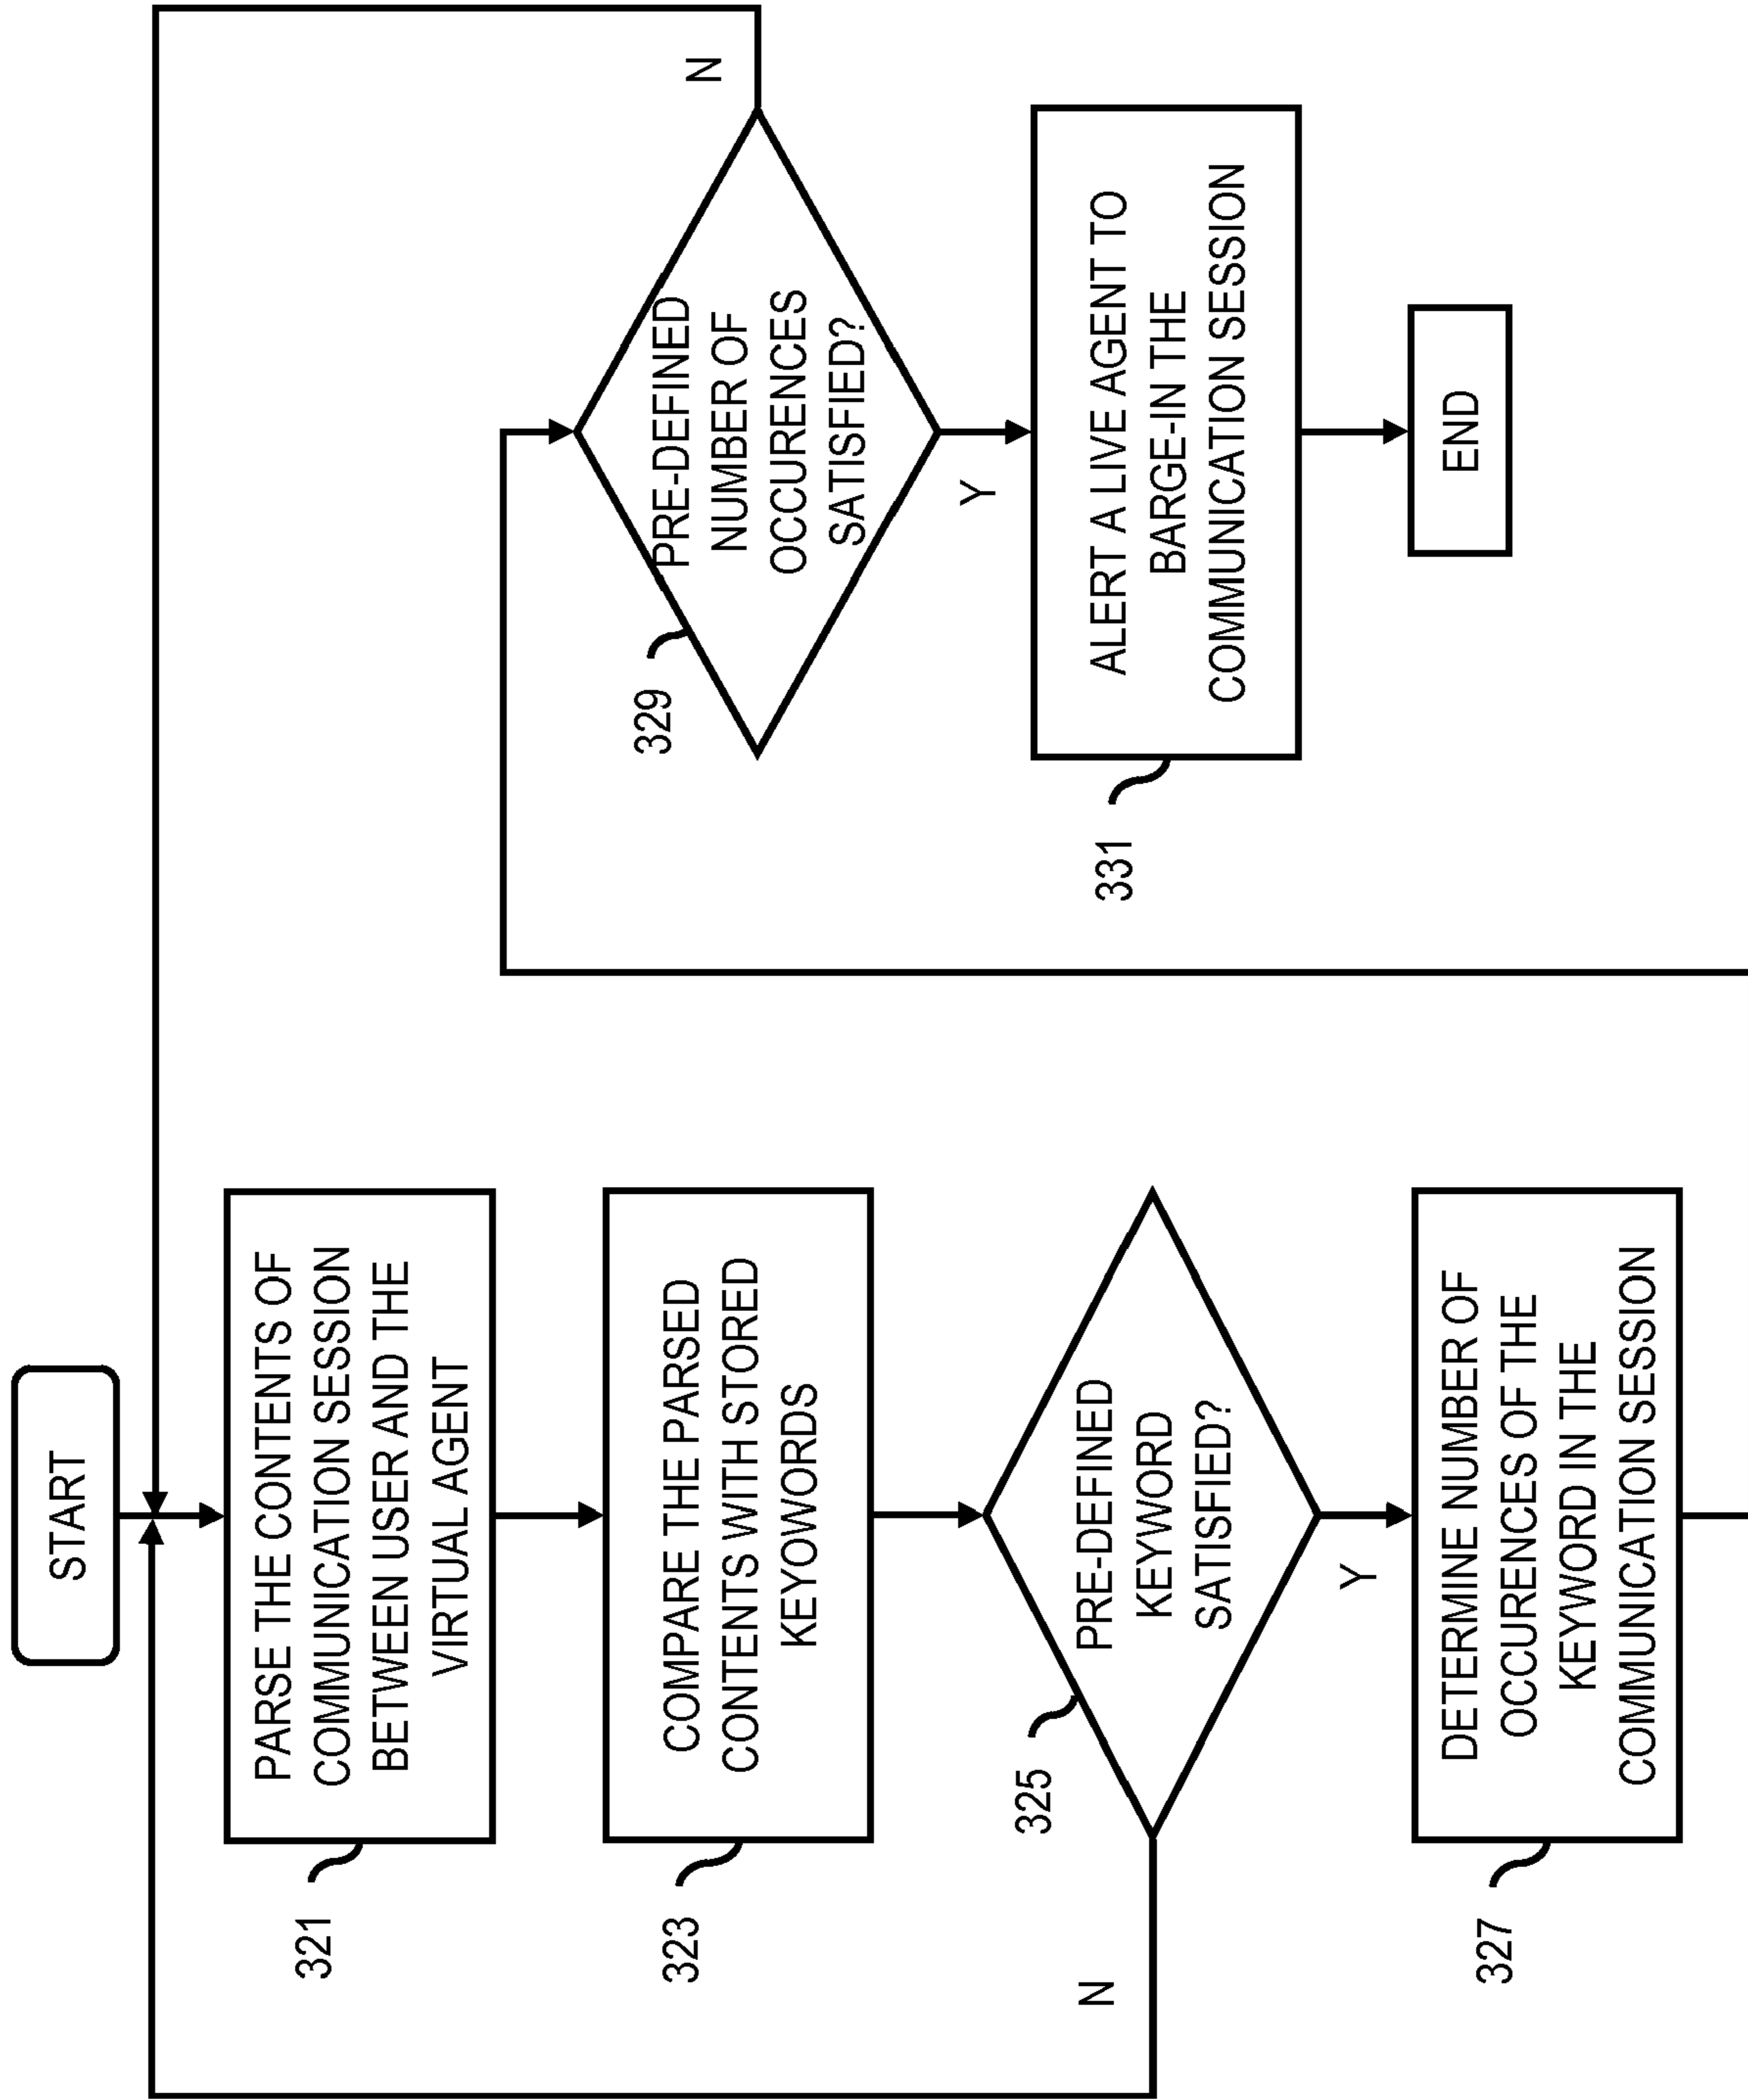 START
PARSE THE CONTENTS OF
COMMUNICATION SESSION
BETWEEN USER AND THE
VIRTUAL AGENT
321
COMPARE THE PARSED
CONTENTS WITH STORED
KEYOWORDS
323
PRE-DEFINED
KEYWORD
SATISFIED?
325
N
Y
DETERMINE NUMBER OF
OCCURENCES OF THE
KEYWORD IN THE
COMMUNICATION SESSION
327
PRE-DEFINED
NUMBER OF
OCCURENCES
SATISFIED?
329
N
Y
ALERT A LIVE AGENT TO
BARGE-IN THE
COMMUNICATION SESSION
331
END